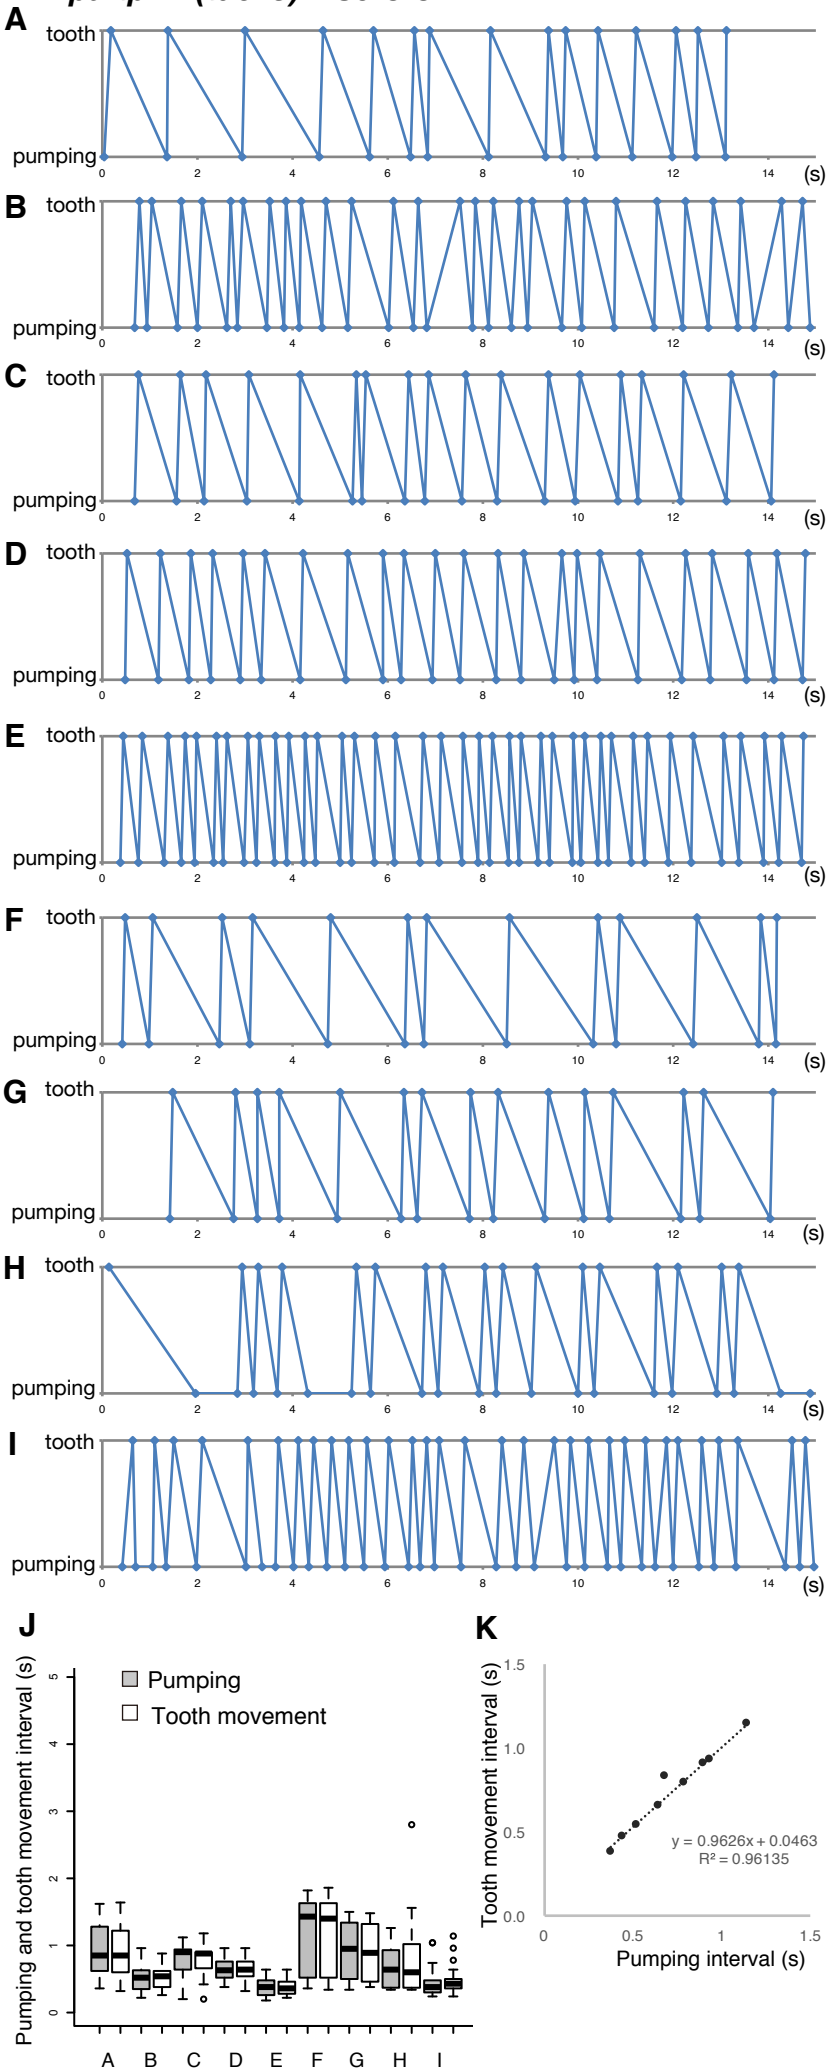 A
tooth
pumping
0 2 4 6 8 10 12 14 (s)
B
tooth
pumping
0 2 4 6 8 10 12 14 (s)
C
tooth
pumping
0 2 4 6 8 10 12 14 (s)
D
tooth
pumping
0 2 4 6 8 10 12 14 (s)
E
tooth
pumping
0 2 4 6 8 10 12 14 (s)
F
tooth
pumping
0 2 4 6 8 10 12 14 (s)
G
tooth
pumping
0 2 4 6 8 10 12 14 (s)
H
tooth
pumping
0 2 4 6 8 10 12 14 (s)
I
tooth
pumping
0 2 4 6 8 10 12 14 (s)
J
Pumping and tooth movement interval (s)
5
4
3
2
1
0
Pumping
Tooth movement
A B C D E F G H I
K
Tooth movement interval (s)
1.5
1.0
0.5
0.0
y = 0.9626x + 0.0463
R² = 0.96135
0 0.5 1 1.5
Pumping interval (s)